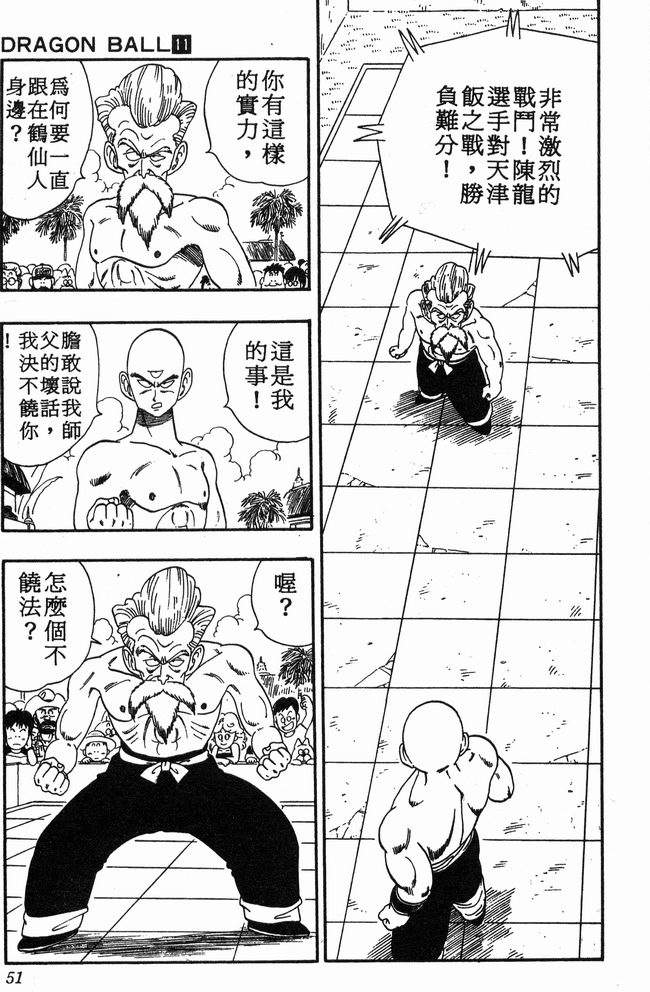 DRAGON BALL 11
非常激烈的
戰鬥！陳龍
選手對天津
飯之戰，勝
負難分！
你有這樣
的實力，
爲何要一直
跟在鶴仙人
身邊？
這是我
的事！
膽敢說我師
父的壞話，
我決不饒你
！
喔？
怎麼個不
饒法？
51